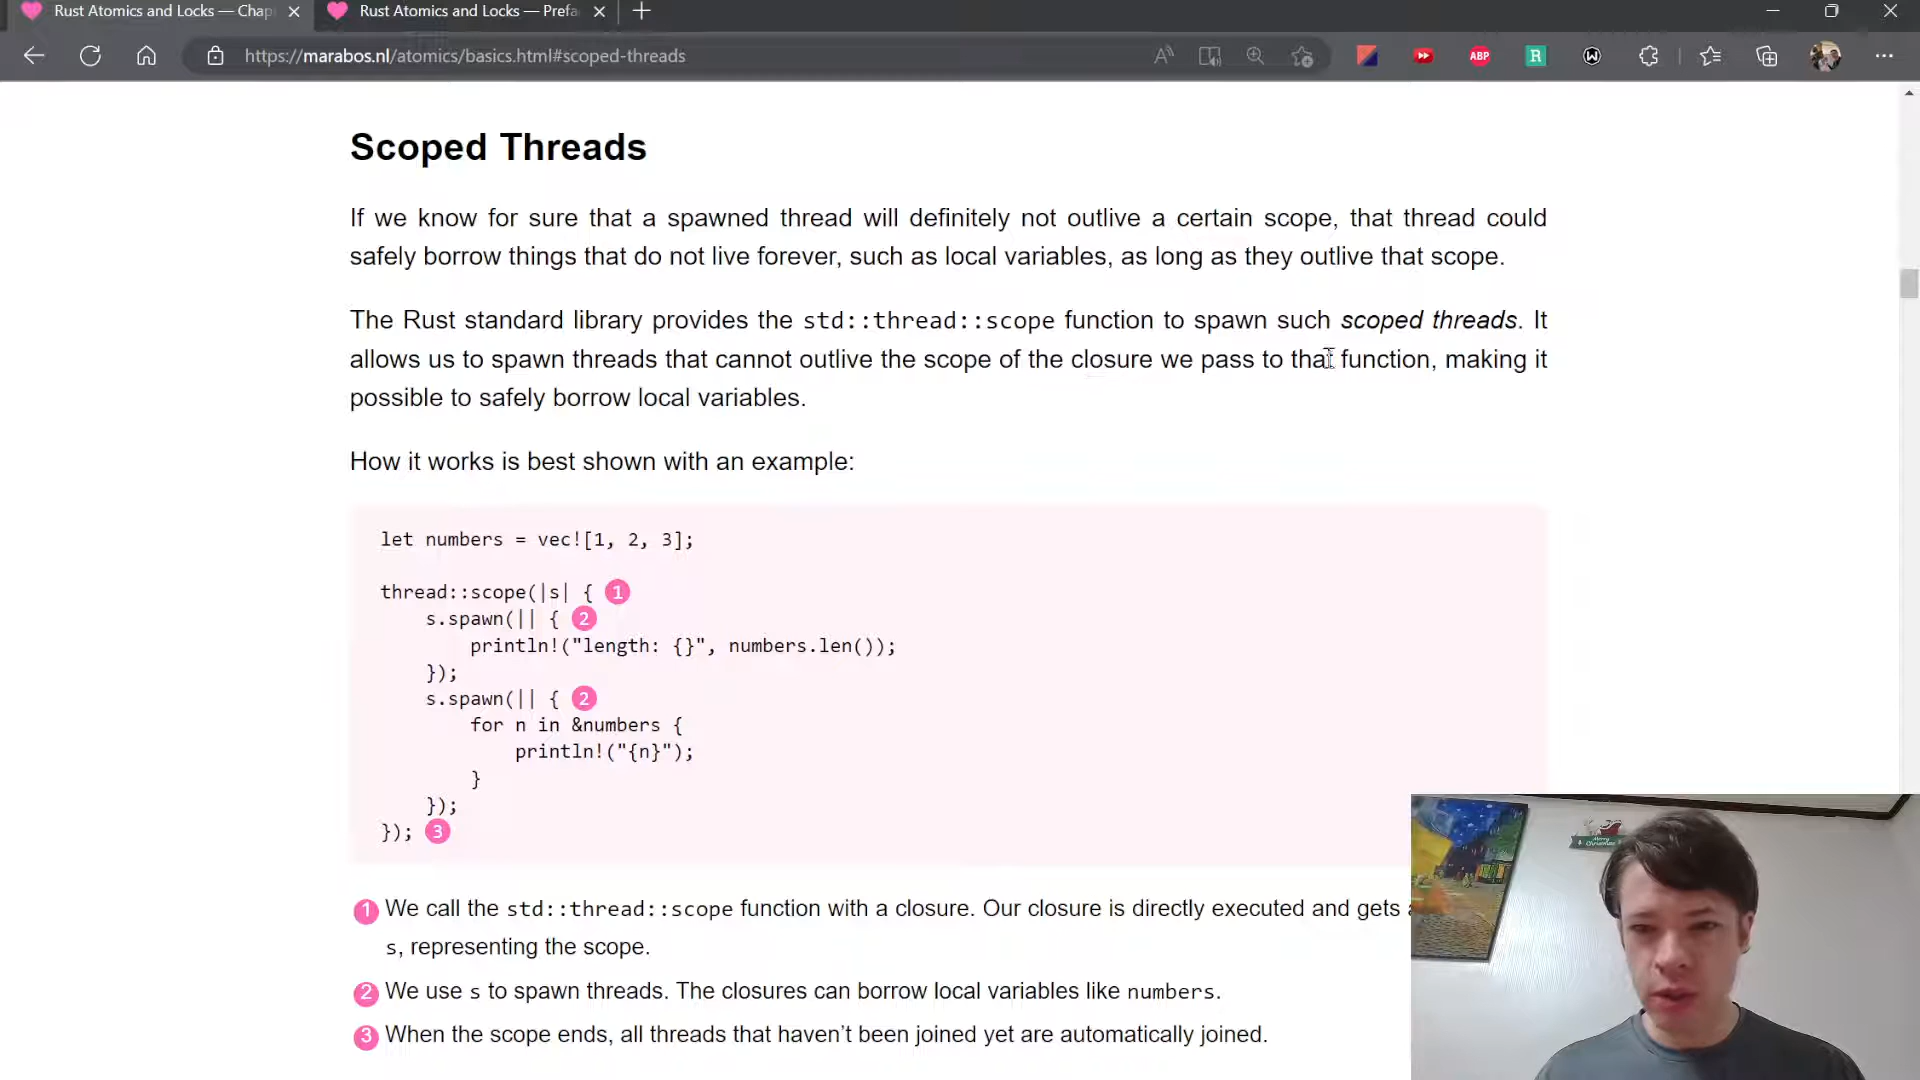 Rust Atomics and Locks — Chap
Rust Atomics and Locks — Prefa
https://marabos.nl/atomics/basics.html#scoped-threads
ABP
R
W
Scoped Threads
If we know for sure that a spawned thread will definitely not outlive a certain scope, that thread could
safely borrow things that do not live forever, such as local variables, as long as they outlive that scope.
The Rust standard library provides the std::thread::scope function to spawn such scoped threads. It
allows us to spawn threads that cannot outlive the scope of the closure we pass to that function, making it
possible to safely borrow local variables.
How it works is best shown with an example:
let numbers = vec![1, 2, 3];
thread::scope(|s| { 1
s.spawn(|| { 2
println!("length: {}", numbers.len());
});
s.spawn(|| { 2
for n in &numbers {
println!("{n}");
}
});
}); 3
1 We call the std::thread::scope function with a closure. Our closure is directly executed and gets
s, representing the scope.
2 We use s to spawn threads. The closures can borrow local variables like numbers.
3 When the scope ends, all threads that haven't been joined yet are automatically joined.
Merry
Christmas